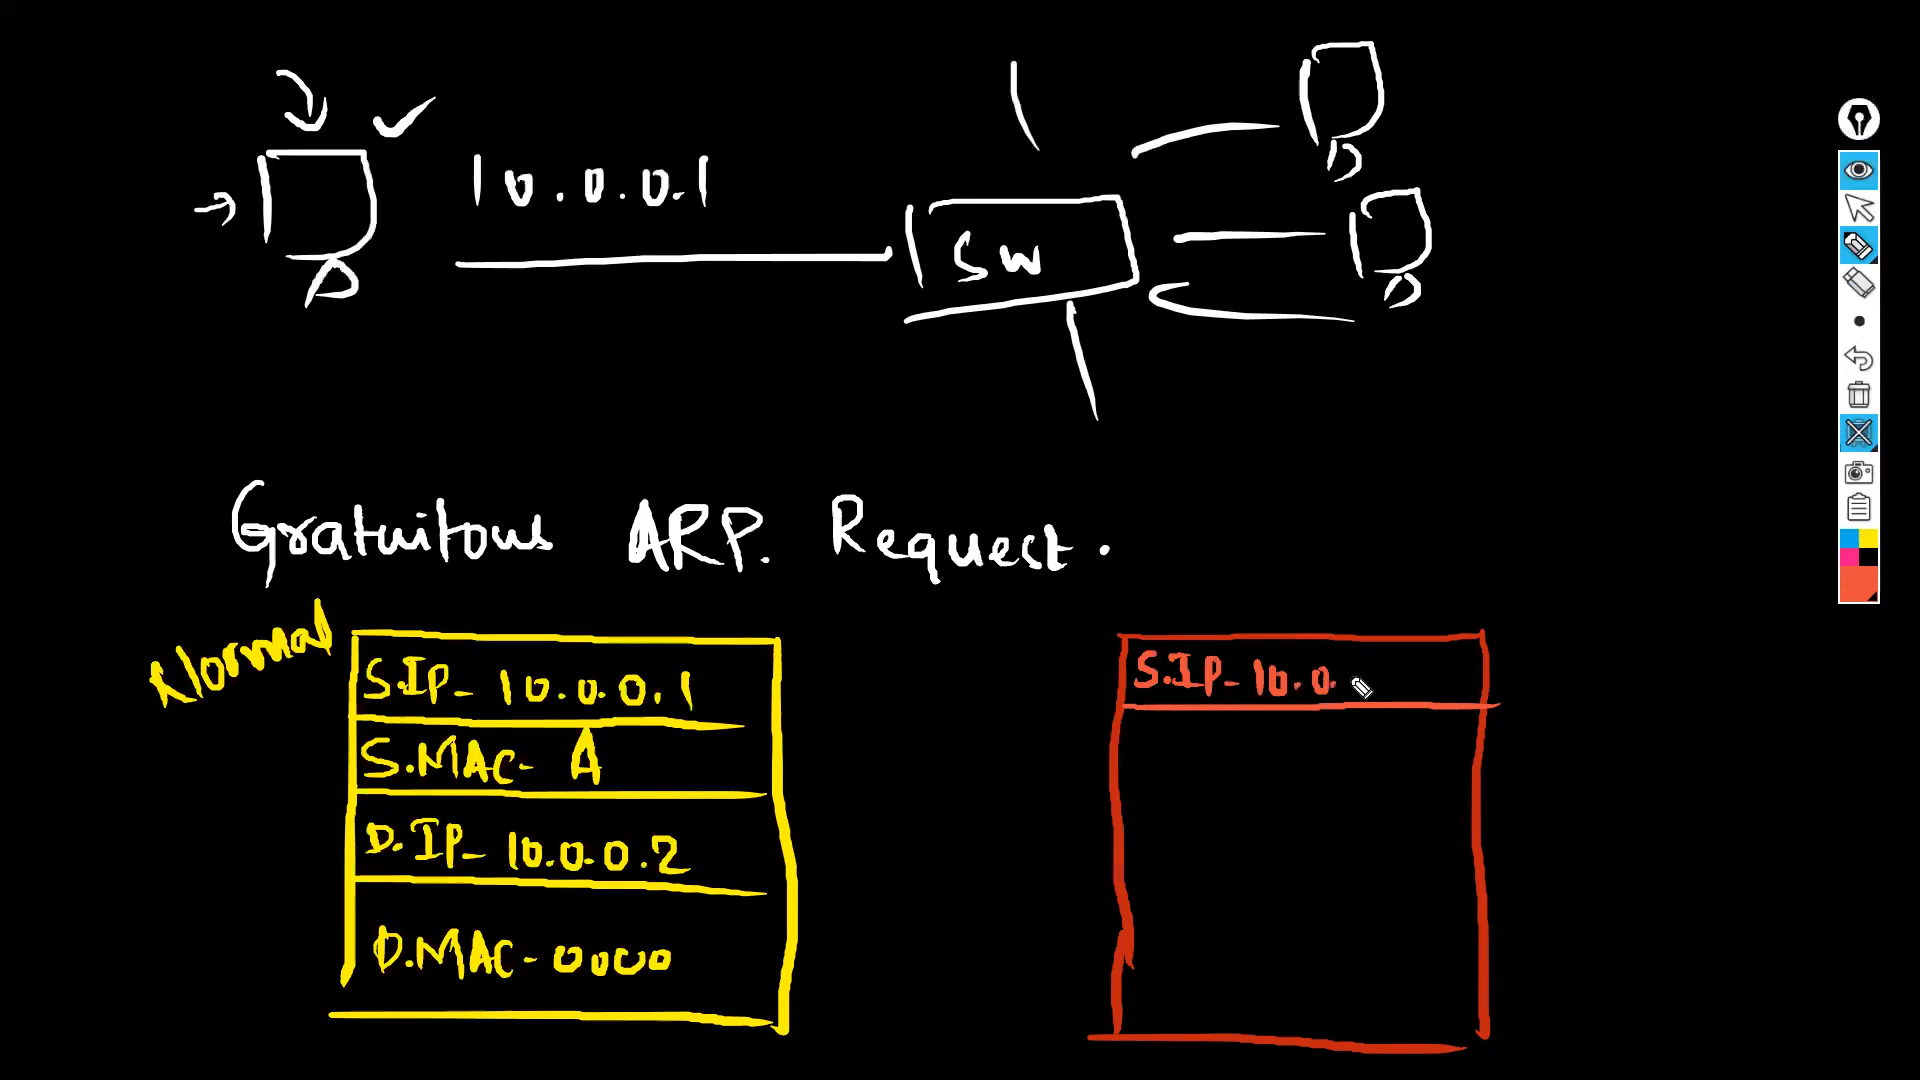 10.0.0.1
SW
Gratuitous ARP. Request.
Normal
S.IP- 10.0.0.1
S.MAC- A
D.IP- 10.0.0.2
D.MAC-0000
S.IP- 10.0.